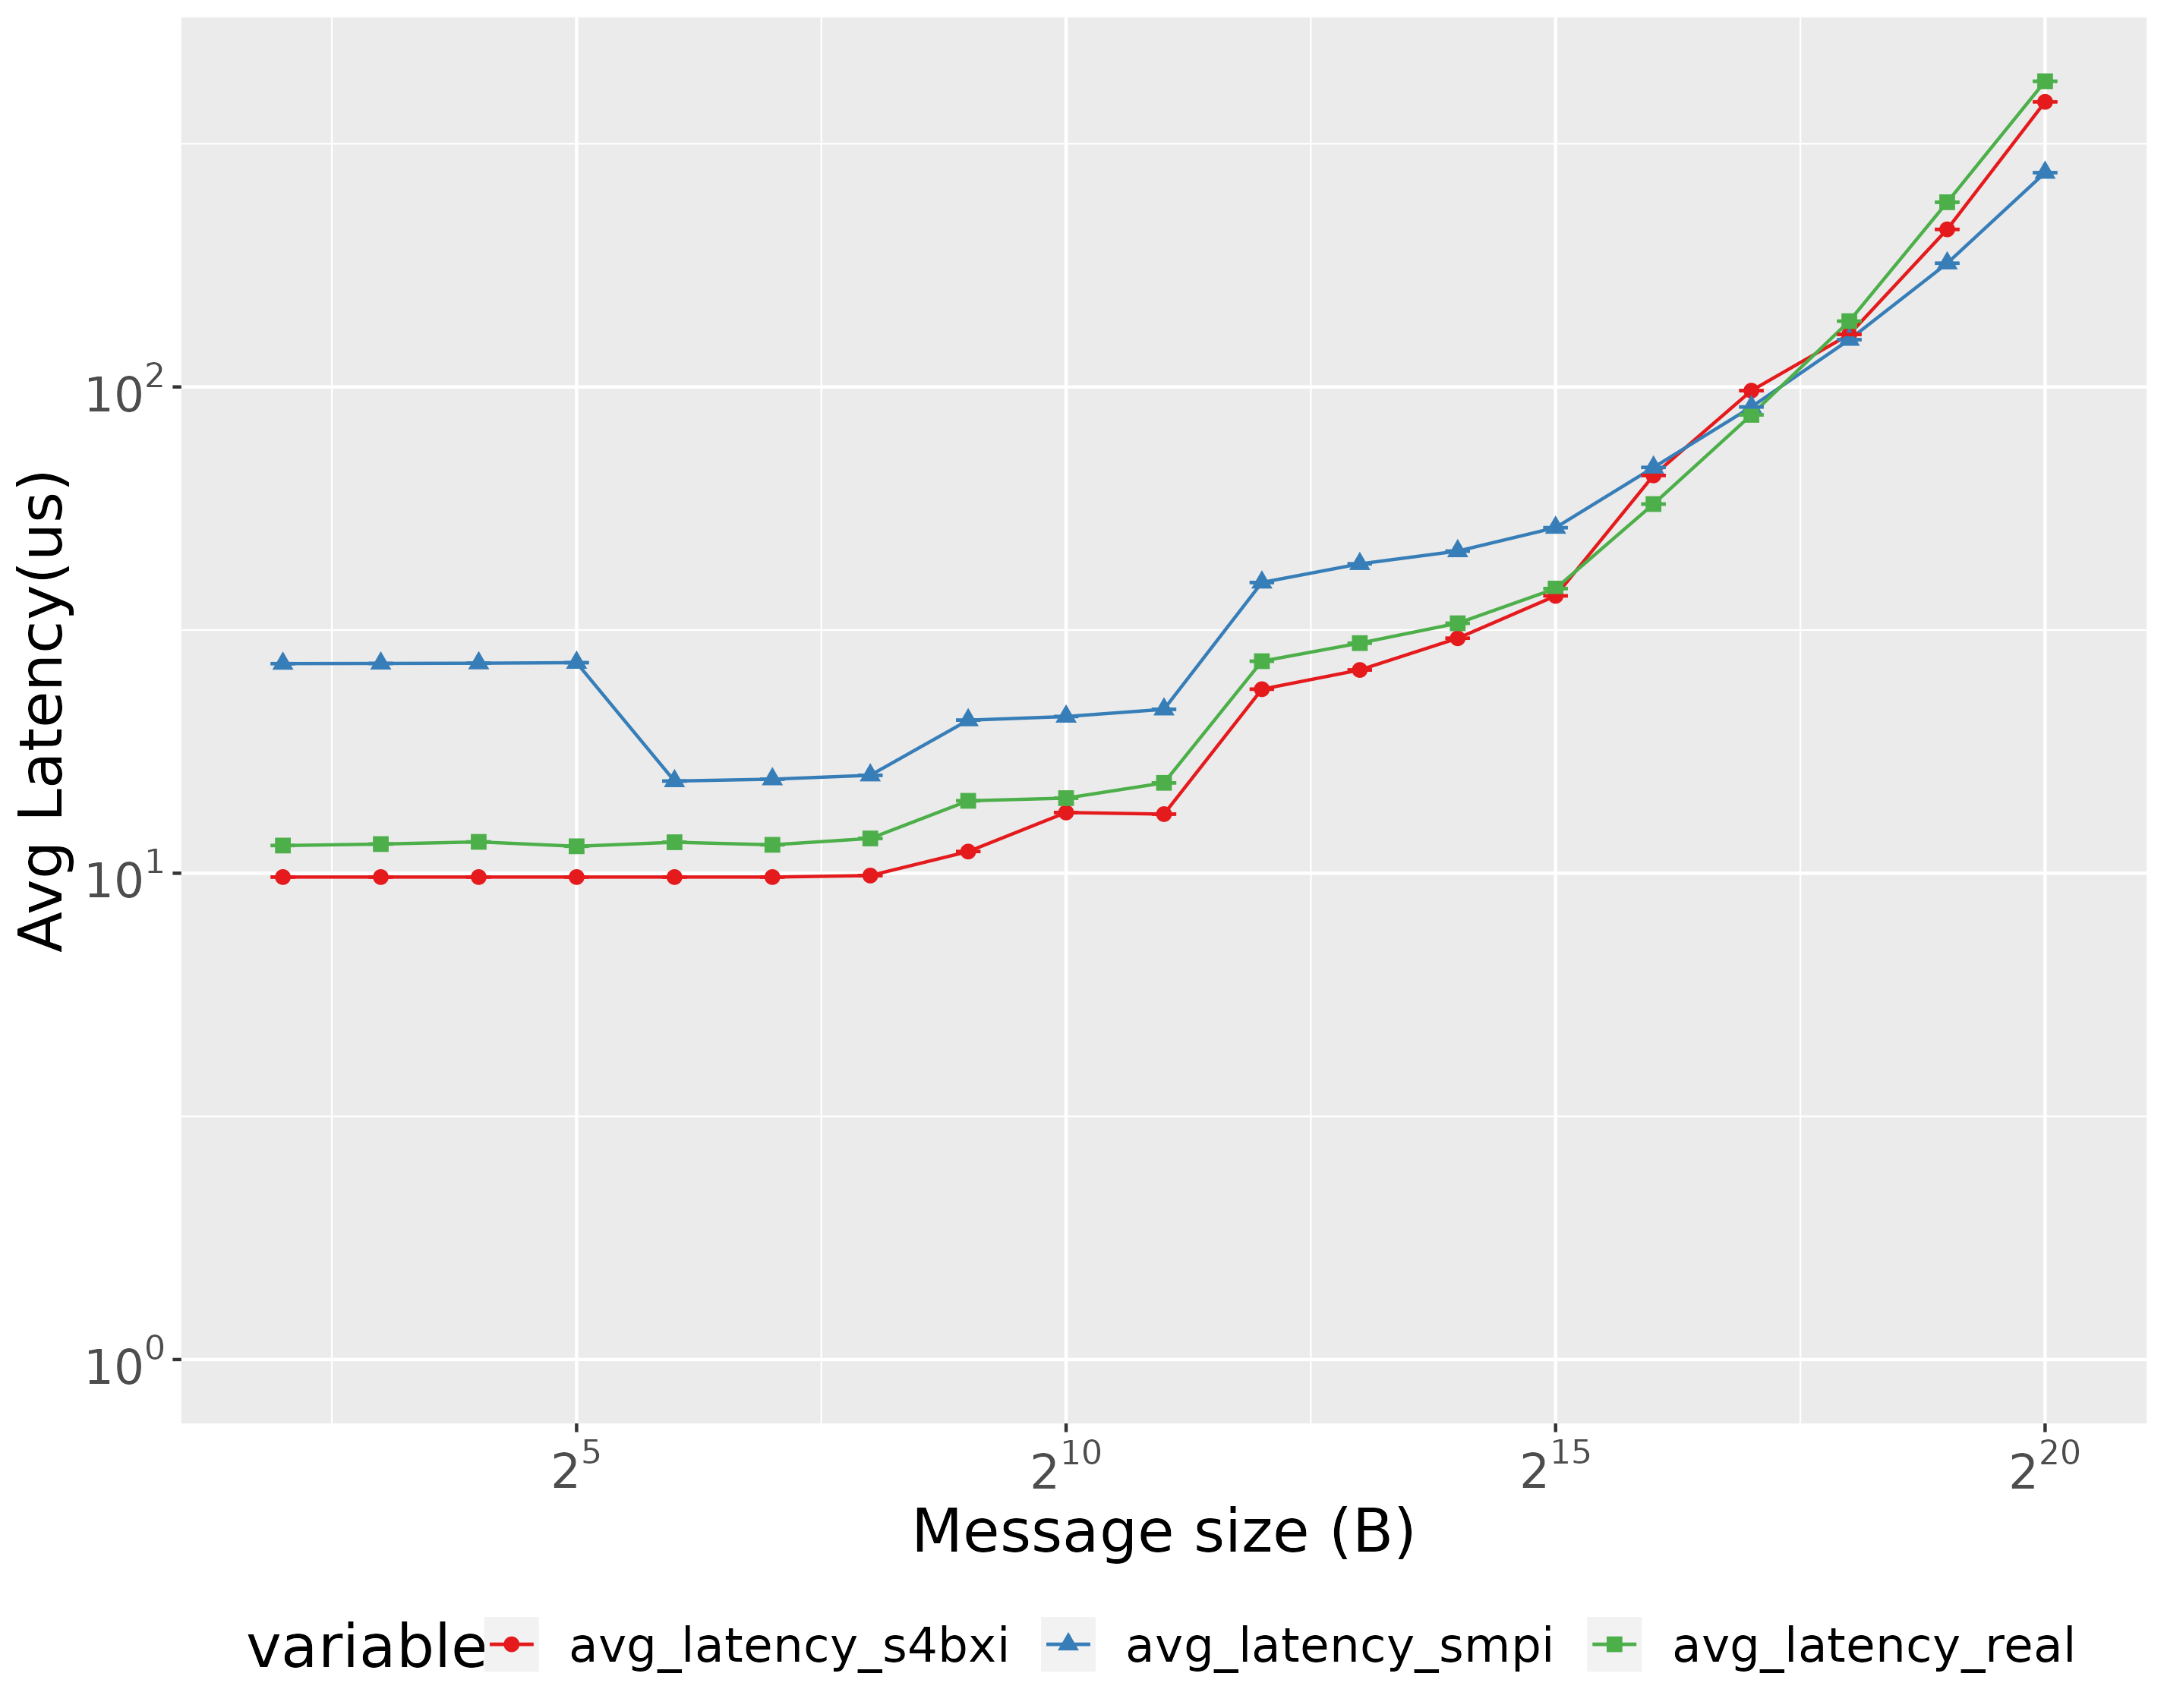 Avg Latency(us)
10²
10¹
10⁰
2⁵ 2¹⁰ 2¹⁵ 2²⁰
Message size (B)
variable avg_latency_s4bxi avg_latency_smpi avg_latency_real